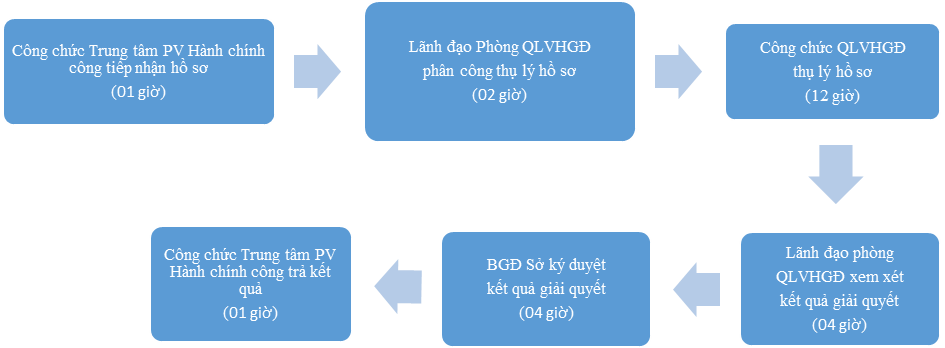 Công chức Trung tâm PV Hành chính
công tiếp nhận hồ sơ
(01 giờ)
Lãnh đạo Phòng QLVHGĐ
phân công thụ lý hồ sơ
(02 giờ)
Công chức QLVHGĐ
thụ lý hồ sơ
(12 giờ)
Lãnh đạo phòng
QLVHGĐ xem xét
kết quả giải quyết
(04 giờ)
BGĐ Sở ký duyệt
kết quả giải quyết
(04 giờ)
Công chức Trung tâm PV
Hành chính công trả kết
quả
(01 giờ)